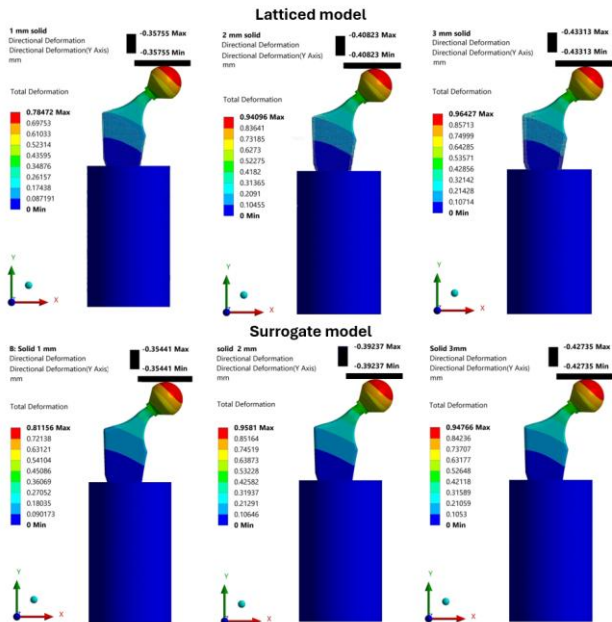 Latticed model
1 mm solid
Directional Deformation
Directional Deformation(Y Axis)
mm
-0.35755 Max
-0.35755 Min
Total Deformation
0.78472 Max
0.69753
0.61033
0.52314
0.43595
0.34876
0.26157
0.17438
0.087191
0 Min
Y
X
2 mm solid
Directional Deformation
Directional Deformation(Y Axis)
mm
-0.40823 Max
-0.40823 Min
Total Deformation
0.94096 Max
0.83641
0.73185
0.6273
0.52275
0.4182
0.31365
0.2091
0.10455
0 Min
Y
X
3 mm solid
Directional Deformation
Directional Deformation(Y Axis)
mm
-0.43313 Max
-0.43313 Min
Total Deformation
0.96427 Max
0.85713
0.74999
0.64285
0.53571
0.42856
0.32142
0.21428
0.10714
0 Min
Y
X
Surrogate model
B: Solid 1 mm
Directional Deformation
Directional Deformation(Y Axis)
mm
-0.35441 Max
-0.35441 Min
Total Deformation
0.81156 Max
0.72138
0.63121
0.54104
0.45086
0.36069
0.27052
0.18035
0.090173
0 Min
Y
X
solid 2 mm
Directional Deformation
Directional Deformation(Y Axis)
mm
-0.39237 Max
-0.39237 Min
Total Deformation
0.9581 Max
0.85164
0.74519
0.63873
0.53228
0.42582
0.31937
0.21291
0.10646
0 Min
Y
X
Solid 3mm
Directional Deformation
Directional Deformation(Y Axis)
mm
-0.42735 Max
-0.42735 Min
Total Deformation
0.94766 Max
0.84236
0.73707
0.63177
0.52648
0.42118
0.31589
0.21059
0.1053
0 Min
Y
X